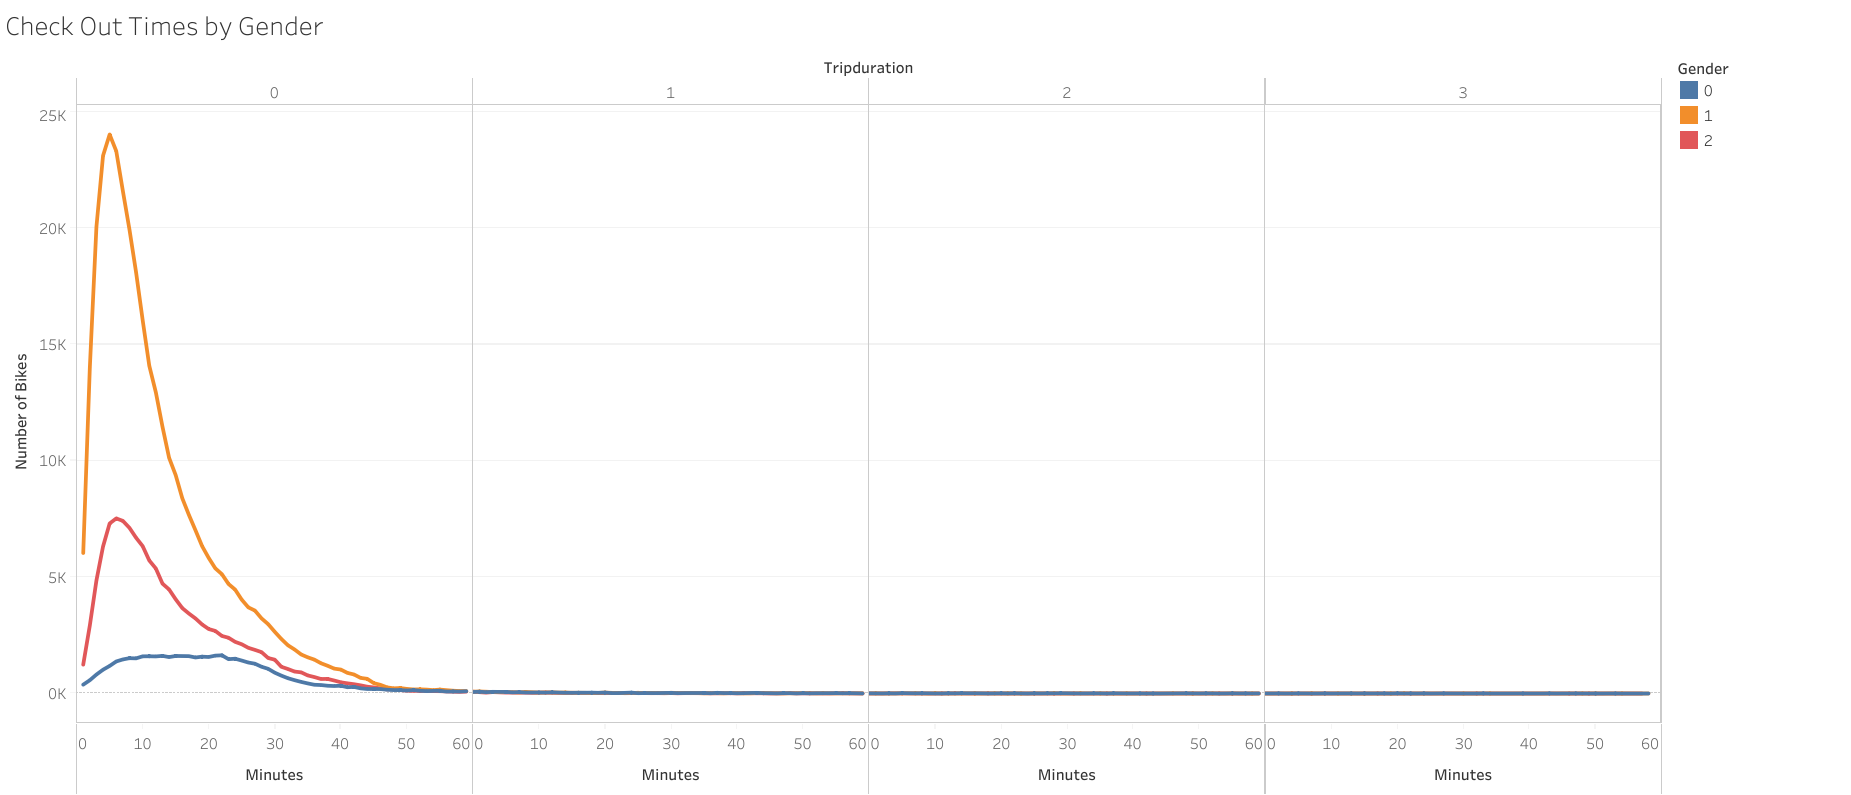 Check Out Times by Gender
Tripduration
0 1 2 3
Gender
0
1
2
25K
20K
15K
10K
5K
0K
Number of Bikes
0 10 20 30 40 50 60 0 10 20 30 40 50 60 0 10 20 30 40 50 60 0 10 20 30 40 50 60
Minutes Minutes Minutes Minutes